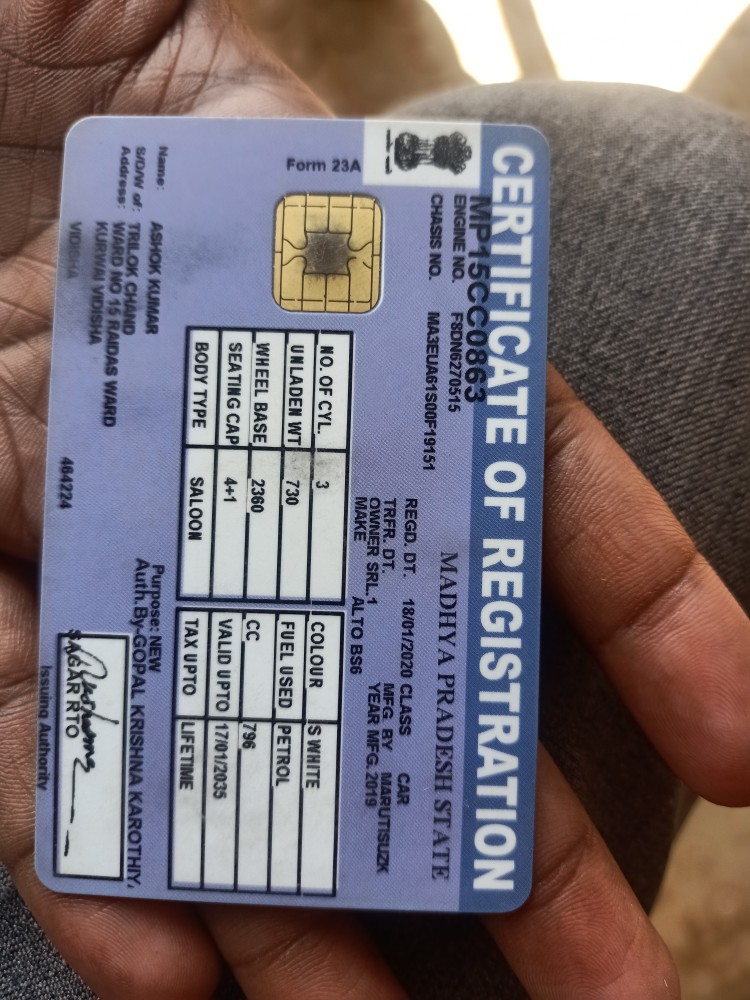 CERTIFICATE OF REGISTRATION
MADHYA PRADESH STATE
MP15CC0863
ENGINE NO. F8DN6270515
CHASIS NO. MA3EUA61S00F19151
REGD. DT. 18/01/2020 CLASS CAR
TRFR. DT. MFG. BY MARUTISUZK
OWNER SRL. 1 YEAR MFG. 2019
MAKE ALTO BS6
Form 23A
NO. OF CYL. 3 COLOUR S WHITE
UNLADEN WT 730 FUEL USED PETROL
WHEEL BASE 2360 CC 796
SEATING CAP 4+1 VALID UPTO 17/01/2035
BODY TYPE SALOON TAX UPTO LIFETIME
Name: ASHOK KUMAR
S/D/W of: TRILOK CHAND
Address: WARD NO 15 RAIDAS WARD
KURWAI VIDISHA
VIDISHA 464224
Purpose: NEW
Auth.By-GOPAL KRISHNA KAROTHIY.
SAGAR RTO
Issuing Authority